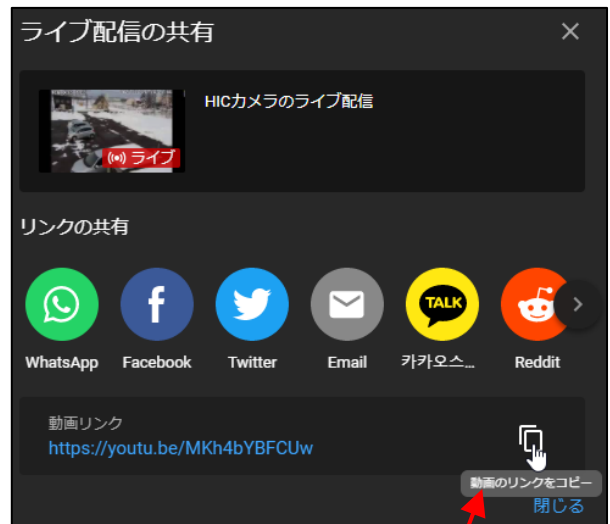 ライブ配信の共有
HICカメラのライブ配信
ライブ
リンクの共有
TALK
WhatsApp
Facebook
Twitter
Email
카카오스...
Reddit
動画リンク
https://youtu.be/MKh4bYBFCUw
動画のリンクをコピー
閉じる